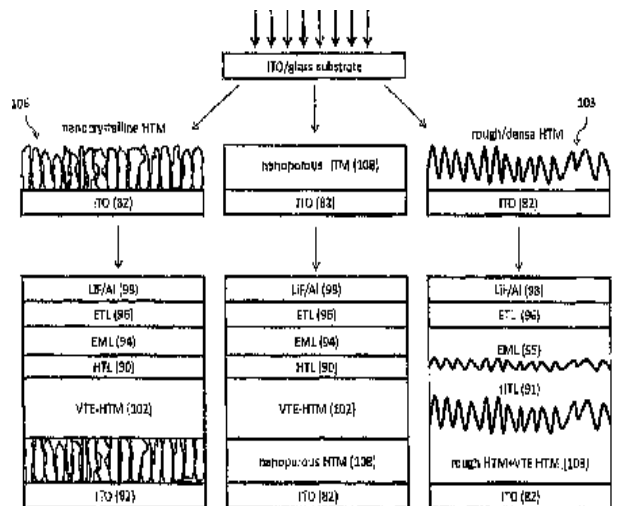 ITO/glass substrate
106
nanocrystalline HTM
rough/densa HTM
103
nanoporous HTM (108)
ITO (82)
ITO (82)
ITO (82)
LiF/Al (98)
LiF/Al (98)
LiF/Al (98)
ETL (96)
ETL (96)
ETL (96)
EML (94)
EML (94)
EML (95)
HTL (90)
HTL (90)
HTL (91)
VTE-HTM (102)
VTE-HTM (102)
nanoporous HTM (108)
rough HTM+VTE HTM (103)
ITO (82)
ITO (82)
ITO (82)